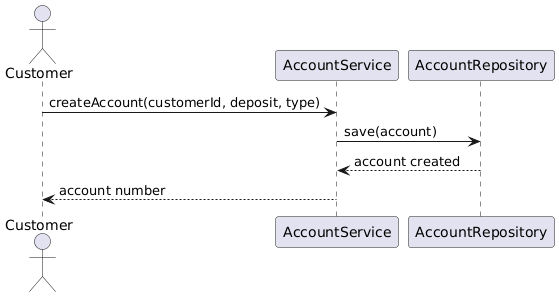 Customer
AccountService
AccountRepository
createAccount(customerId, deposit, type)
save(account)
account created
account number
Customer
AccountService
AccountRepository